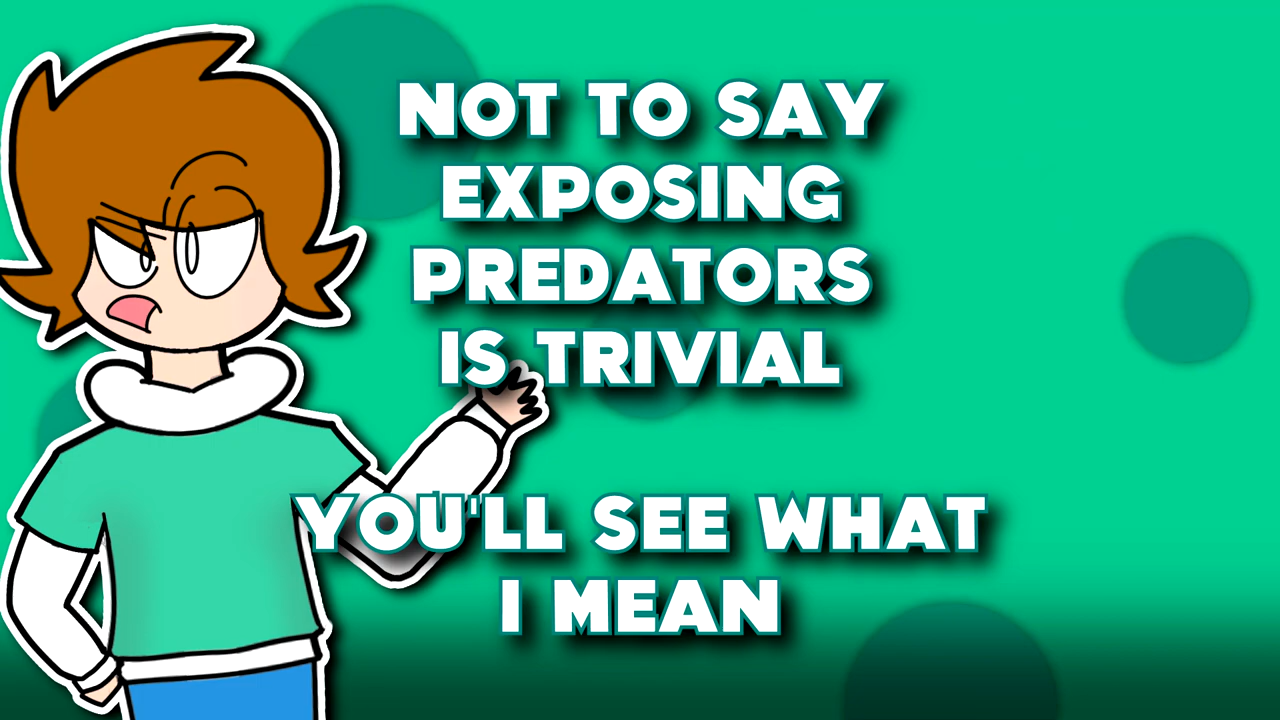 NOT TO SAY
EXPOSING
PREDATORS
IS TRIVIAL
YOU'LL SEE WHAT
I MEAN